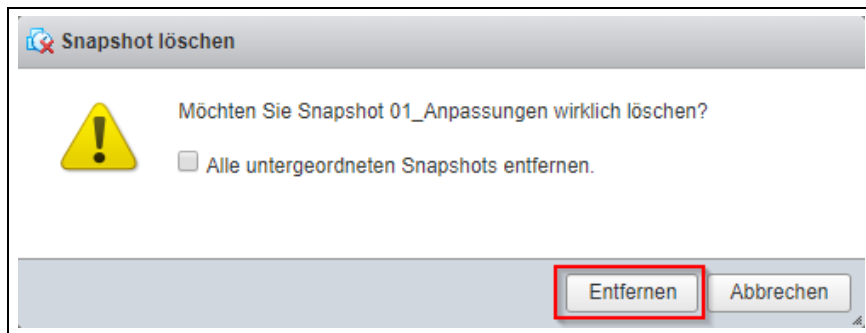 Snapshot löschen
Möchten Sie Snapshot 01_Anpassungen wirklich löschen?
Alle untergeordneten Snapshots entfernen.
Entfernen Abbrechen